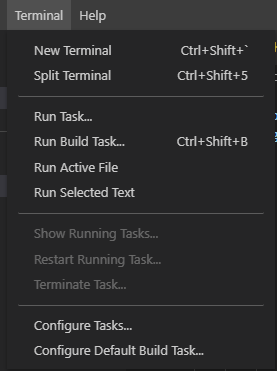 Terminal Help
New Terminal Ctrl+Shift+`
Split Terminal Ctrl+Shift+5
Run Task...
Run Build Task... Ctrl+Shift+B
Run Active File
Run Selected Text
Show Running Tasks...
Restart Running Task...
Terminate Task...
Configure Tasks...
Configure Default Build Task...